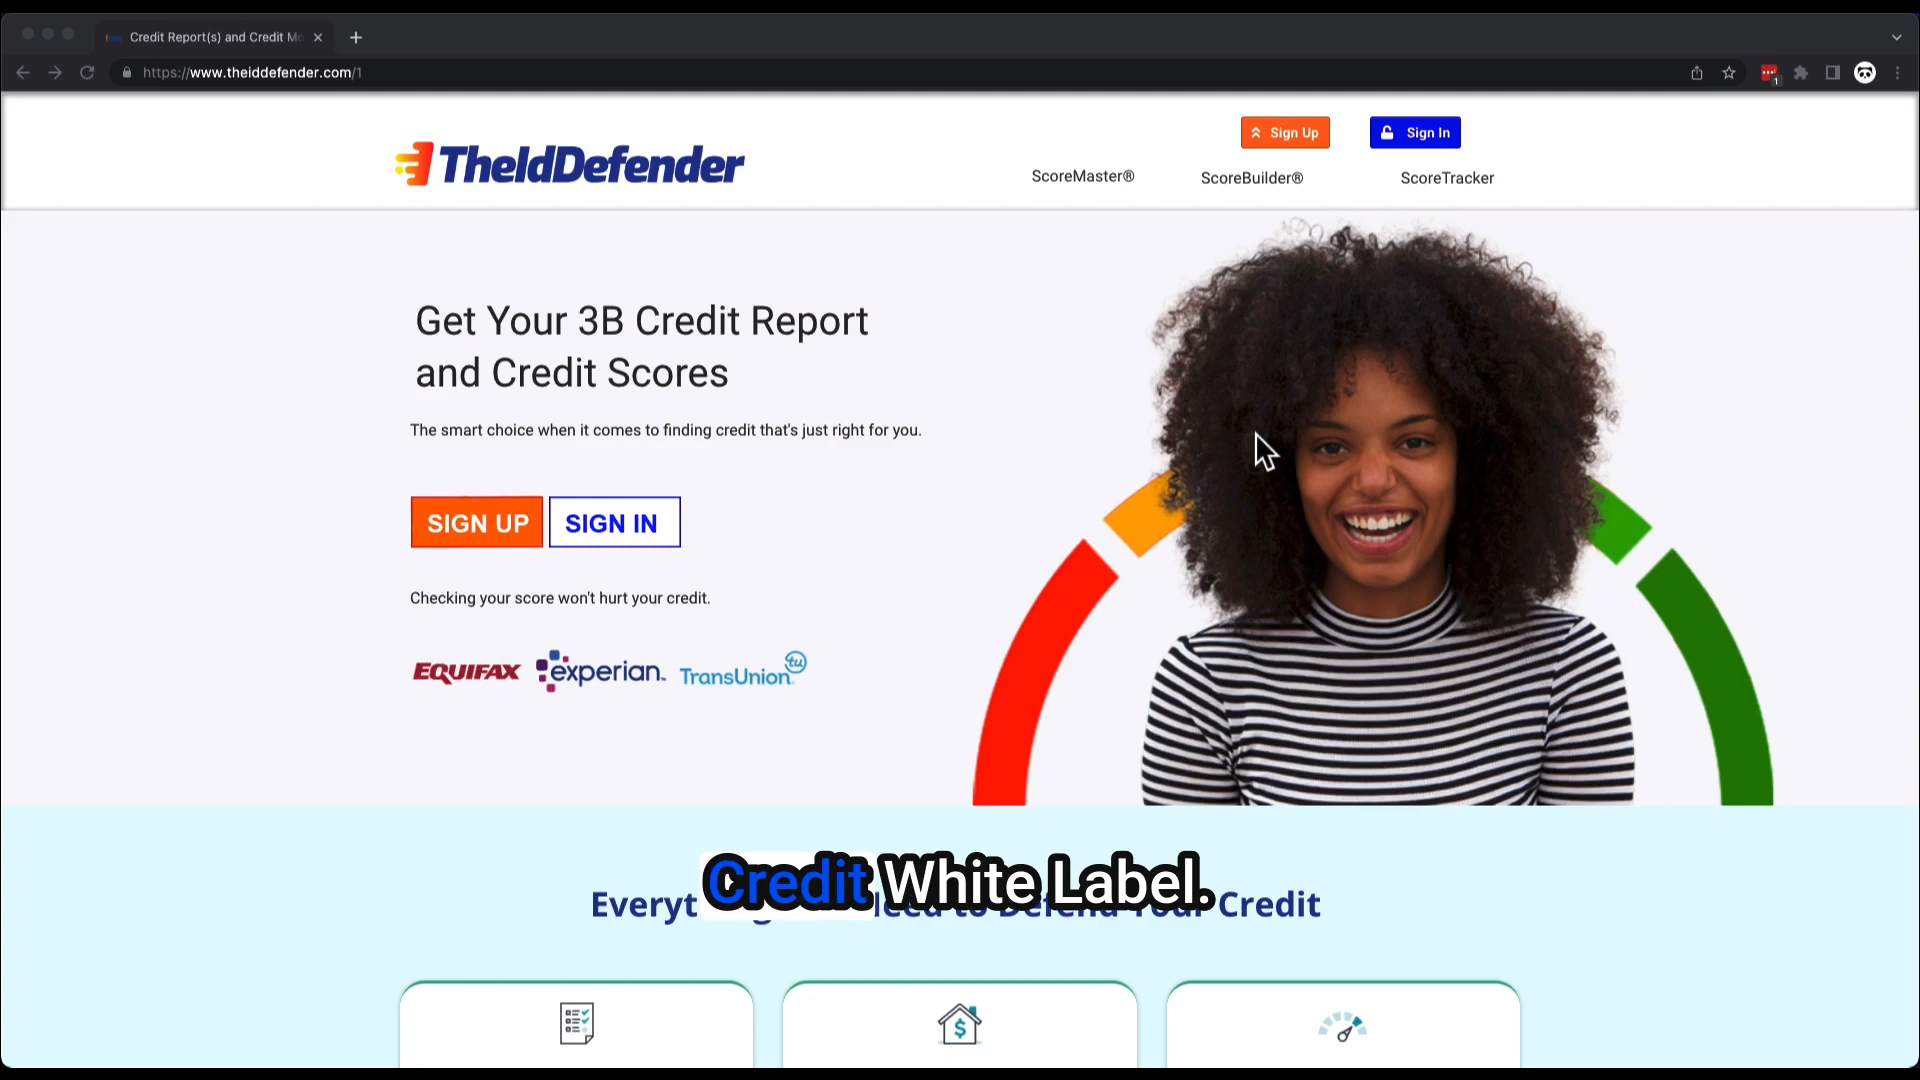 Credit Report(s) and Credit Mo
https://www.theiddefender.com/1
1
Sign Up
Sign In
TheIdDefender
ScoreMaster®
ScoreBuilder®
ScoreTracker
Get Your 3B Credit Report
and Credit Scores
The smart choice when it comes to finding credit that's just right for you.
SIGN UP
SIGN IN
Checking your score won't hurt your credit.
EQUIFAX
experian.
TransUnion
tu
Credit White Label.
to Defend Your Credit